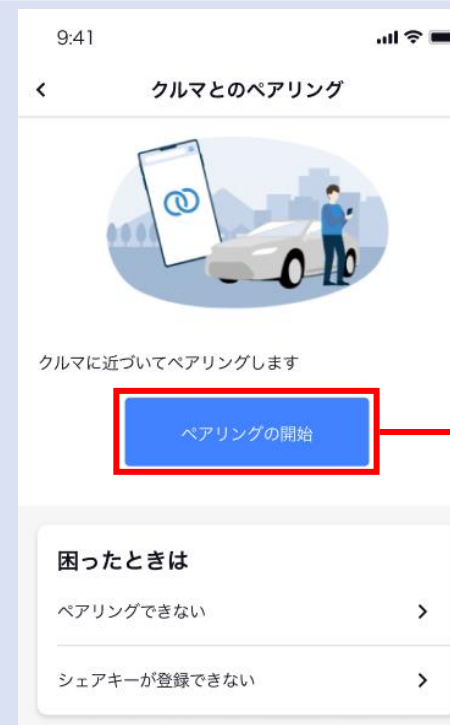 9:41
クルマとのペアリング
クルマに近づいてペアリングします
ペアリングの開始
困ったときは
ペアリングできない
シェアキーが登録できない